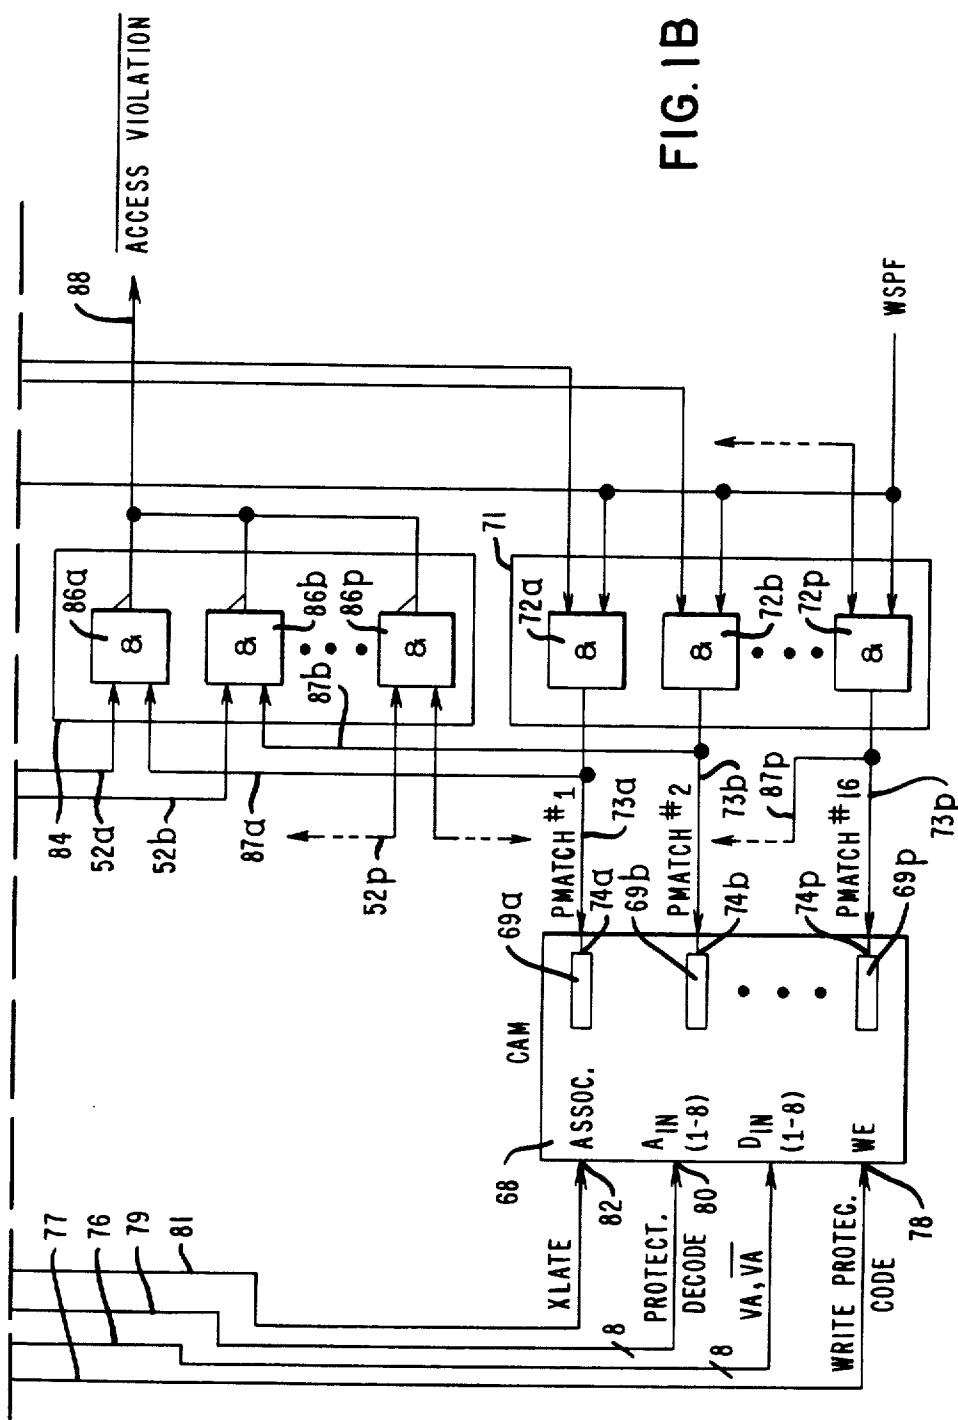 FIG. 1B
ACCESS VIOLATION
88
86a
86b
86p
87b
84
52a
52b
87a
52p
71
72a
72b
72p
WSPF
PMATCH #1
73a
PMATCH #2
73b
87p
PMATCH #16
73p
69a
74a
69b
74b
74p
69p
&
&
&
&
&
&
CAM
68
ASSOC.
AIN
(1-8)
DIN
(1-8)
WE
77
76
79
81
XLATE
82
PROTECT.
DECODE
80
8
VA, VA
8
WRITE PROTEC.
CODE
78